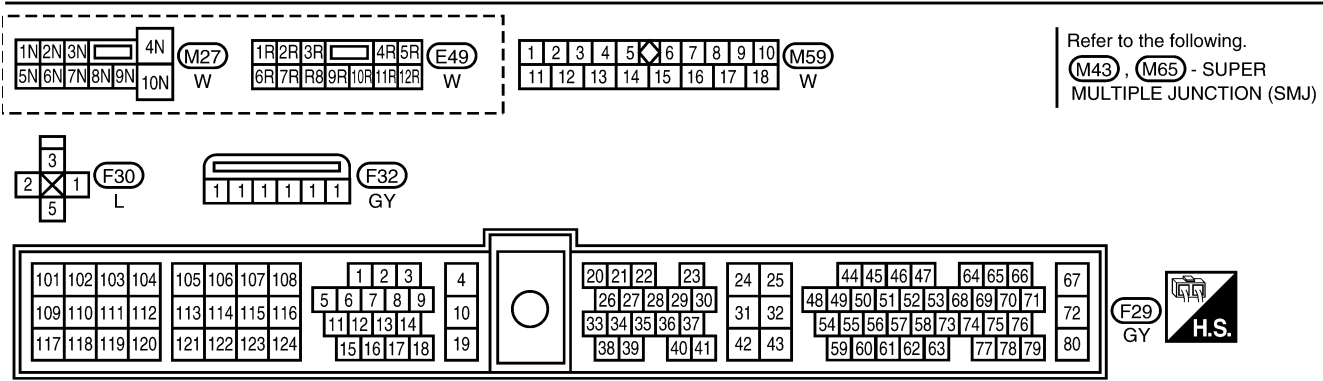 1N 2N 3N 4N
5N 6N 7N 8N 9N 10N
M27
W
1R 2R 3R 4R 5R
6R 7R R8 9R 10R 11R 12R
E49
W
1 2 3 4 5 6 7 8 9 10
11 12 13 14 15 16 17 18
M59
W
Refer to the following.
M43 , M65 - SUPER
MULTIPLE JUNCTION (SMJ)
3
2 1
5
F30
L
1 1 1 1 1 1
F32
GY
101 102 103 104 105 106 107 108 1 2 3 4 20 21 22 23 24 25 44 45 46 47 64 65 66 67
5 6 7 8 9 26 27 28 29 30 48 49 50 51 52 53 68 69 70 71
109 110 111 112 113 114 115 116 11 12 13 14 10 33 34 35 36 37 31 32 54 55 56 57 58 73 74 75 76 72
117 118 119 120 121 122 123 124 15 16 17 18 19 38 39 40 41 42 43 59 60 61 62 63 77 78 79 80
F29
GY
H.S.